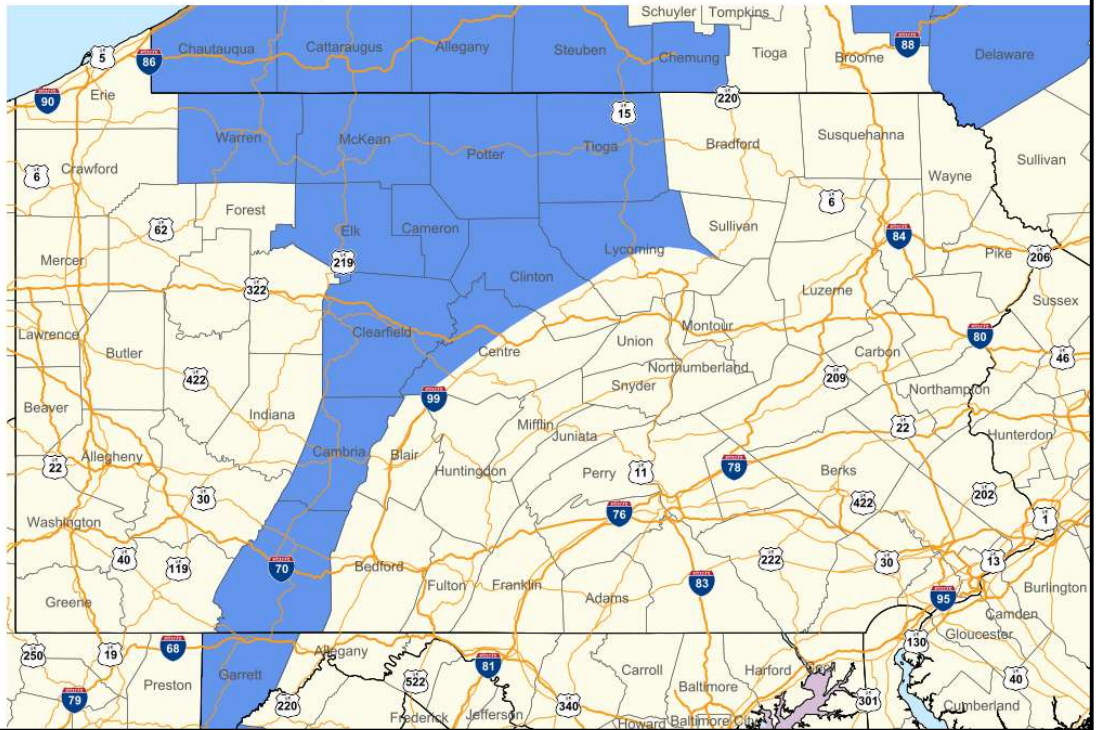 Schuyler Tompkins
Chautauqua Cattaraugus Allegany Steuben Chemung Tioga Broome 88 Delaware
5
86
90
Erie
15
220
Warren McKean Potter Tioga Bradford Susquehanna
Crawford
6
Sullivan
Wayne
Forest
62
6
Elk Cameron Sullivan
84
Mercer
219
Lycoming
Pike
206
322
Clinton
Luzerne
Sussex
Lawrence
Clearfield
Montour
80
Butler
Centre
Union
Carbon
46
422
Northumberland
209
Snyder
Northampton
Beaver
99
Indiana
Mifflin
22
Juniata
Hunterdon
Allegheny
Cambria
Blair
22
Huntingdon
Perry
11
78
Berks
30
422
202
Washington
76
1
40
119
70
Bedford
222
30
13
Fulton
Franklin
83
Burlington
Greene
Adams
95
Camden
Gloucester
250
19
68
Allegany
130
Garrett
81
Carroll
Harford
Cecil
40
Preston
522
79
Baltimore
220
340
301
Cumberland
Frederick
Jefferson
Howard Baltimore City